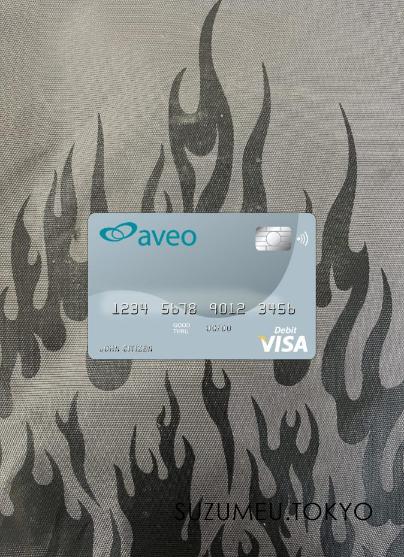 aveo
1234 5678 9012 3456
GOOD
THRU 00/00
JOHN CITIZEN
Debit
VISA
SUZUMEU.TOKYO